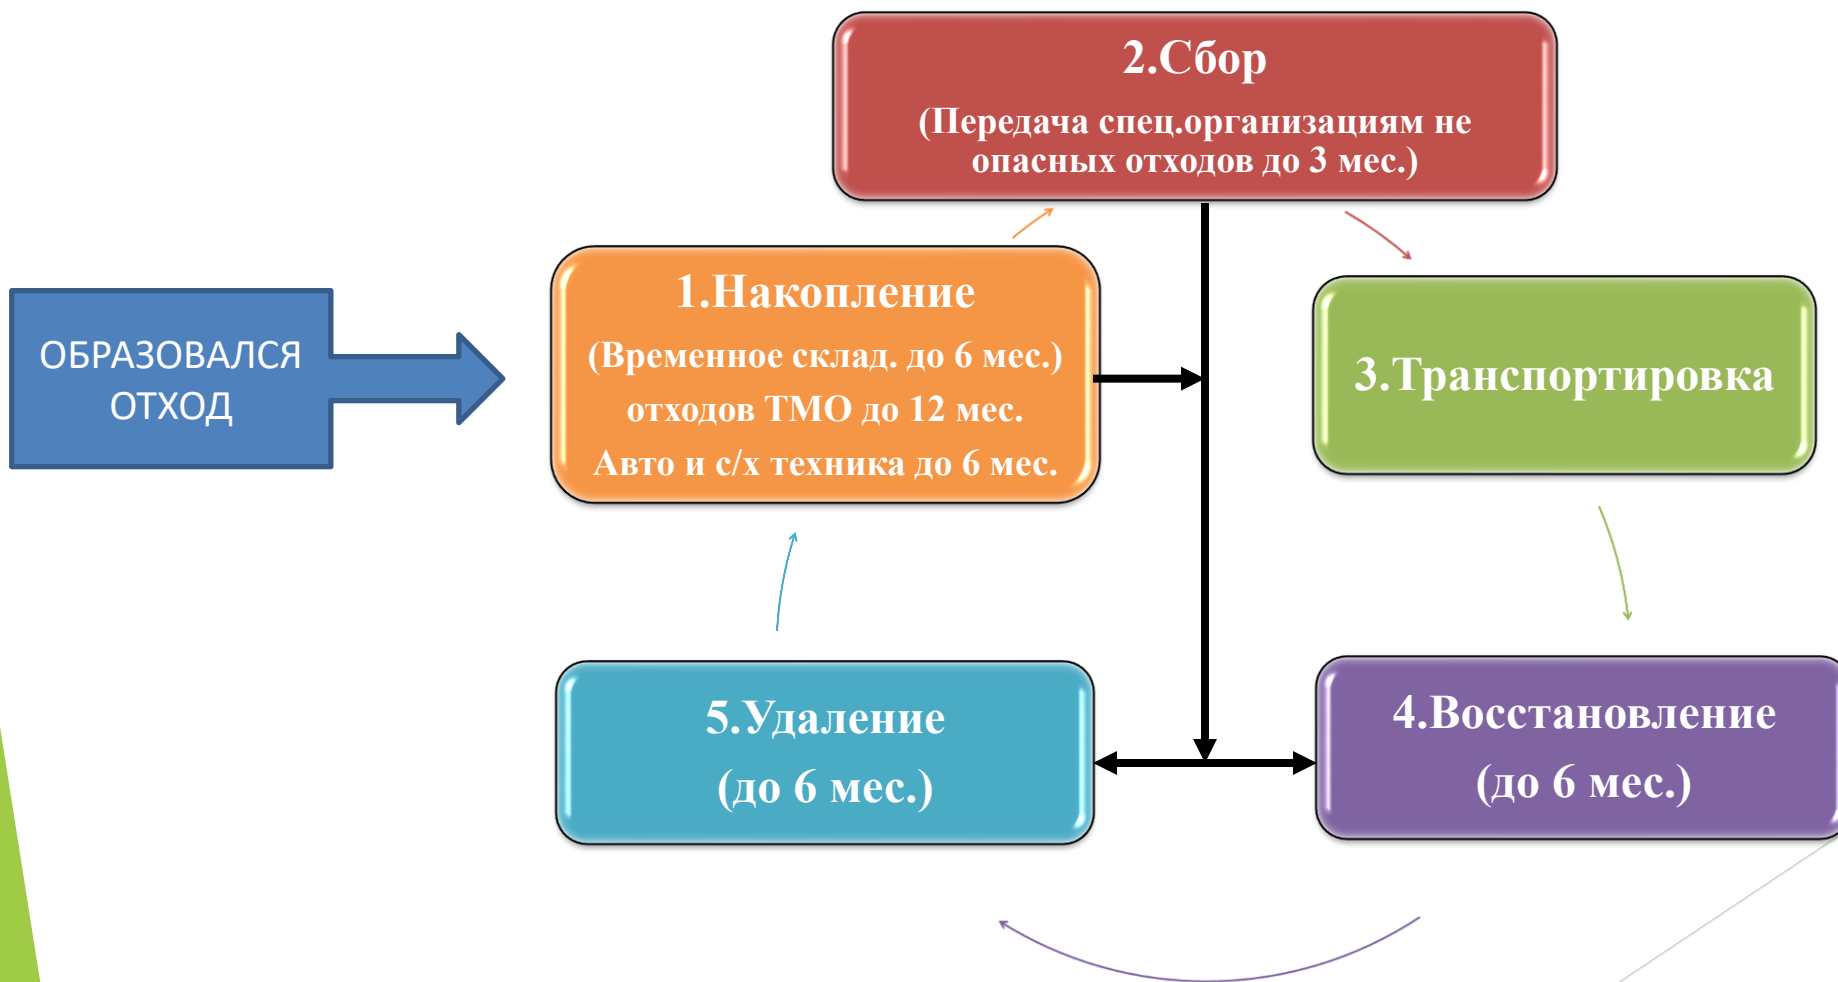 ОБРАЗОВАЛСЯ
ОТХОД
1.Накопление
(Временное склад. до 6 мес.)
отходов ТМО до 12 мес.
Авто и с/х техника до 6 мес.
2.Сбор
(Передача спец.организациям не
опасных отходов до 3 мес.)
3.Транспортировка
4.Восстановление
(до 6 мес.)
5.Удаление
(до 6 мес.)